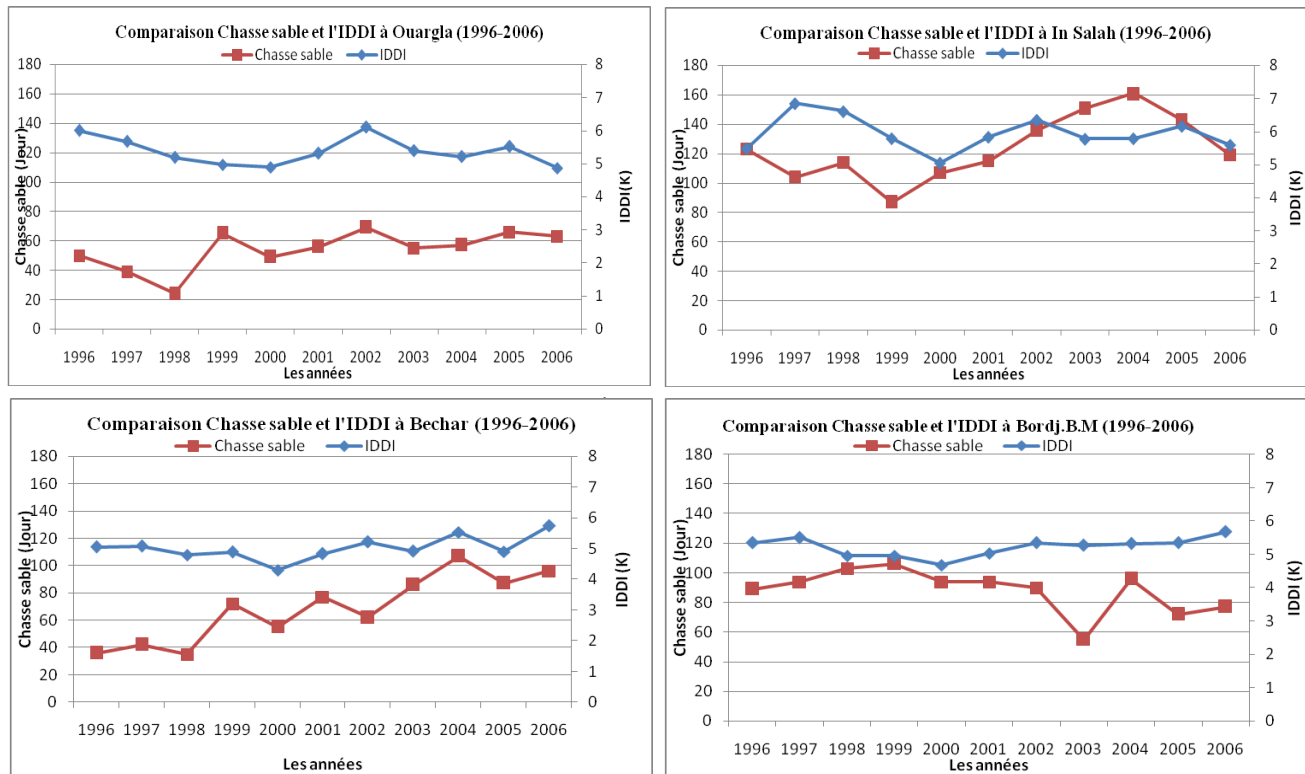 Comparaison Chasse sable et l'IDDI à Ouargla (1996-2006)
Chasse sable IDDI
180 8
160 7
140 6
120 5
100 4
80 3
60 2
40 1
20 0
0
Chasse sable (Jour)
IDDI(K)
1996 1997 1998 1999 2000 2001 2002 2003 2004 2005 2006
Les années
Comparaison Chasse sable et l'IDDI à In Salah (1996-2006)
Chasse sable IDDI
180 8
160 7
140 6
120 5
100 4
80 3
60 2
40 1
20 0
0
Chasse sable (Jour)
IDDI (K)
1996 1997 1998 1999 2000 2001 2002 2003 2004 2005 2006
Les années
Comparaison Chasse sable et l'IDDI à Bechar (1996-2006)
Chasse sable IDDI
180 8
160 7
140 6
120 5
100 4
80 3
60 2
40 1
20 0
0
Chasse sable (Jour)
IDDI (K)
1996 1997 1998 1999 2000 2001 2002 2003 2004 2005 2006
Les années
Comparaison Chasse sable et l'IDDI à Bordj.B.M (1996-2006)
Chasse sable IDDI
180 8
160 7
140 6
120 5
100 4
80 3
60 2
40 1
20 0
0
Chasse sable (Jour)
IDDI (K)
1996 1997 1998 1999 2000 2001 2002 2003 2004 2005 2006
Les années